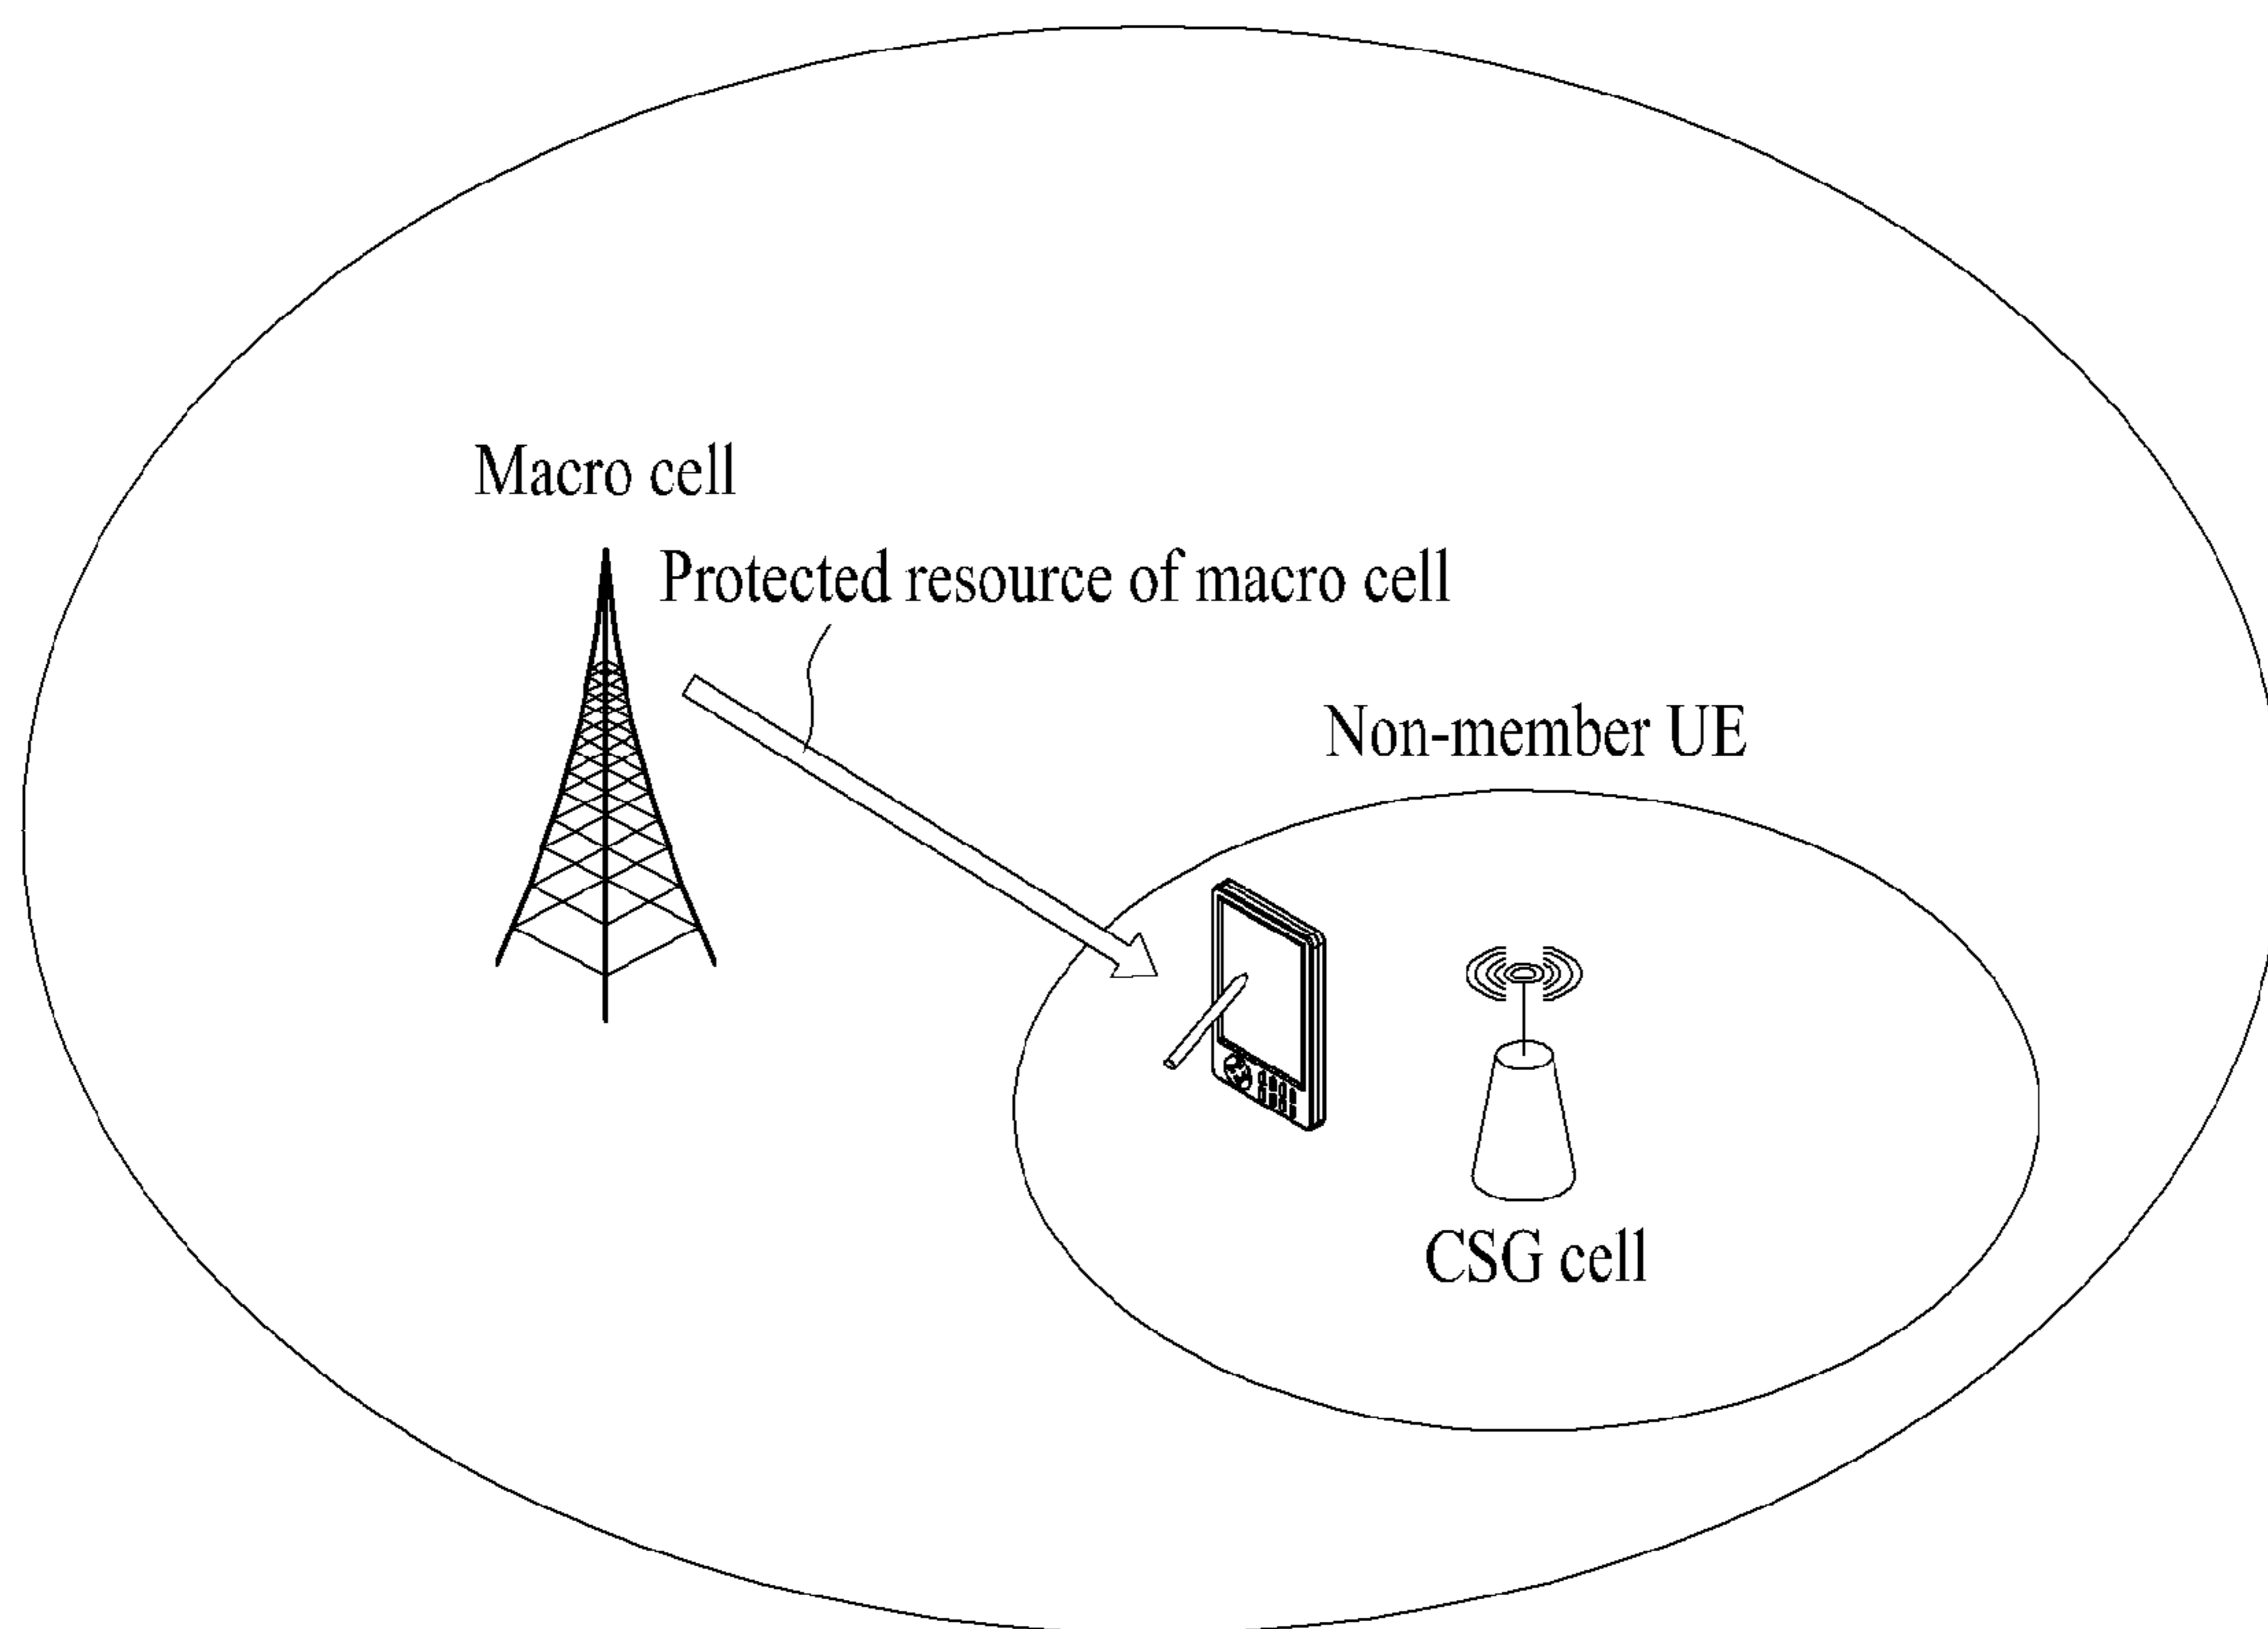 Macro cell
Protected resource of macro cell
Non-member UE
CSG cell